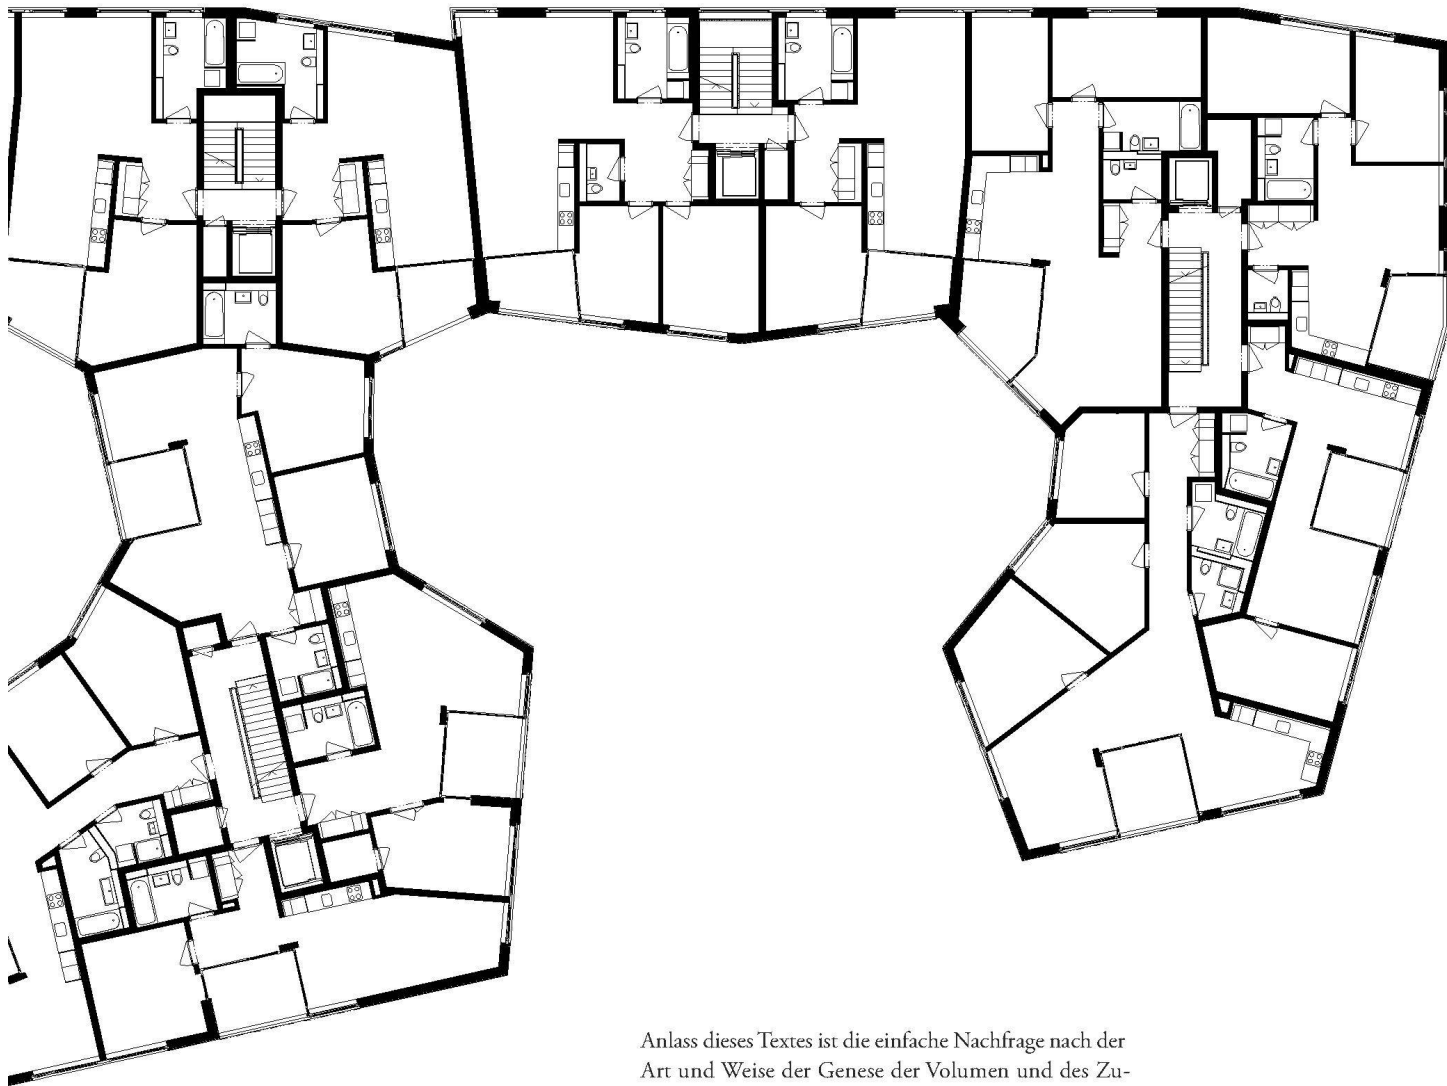 Anlass dieses Textes ist die einfache Nachfrage nach der
Art und Weise der Genese der Volumen und des Zu-